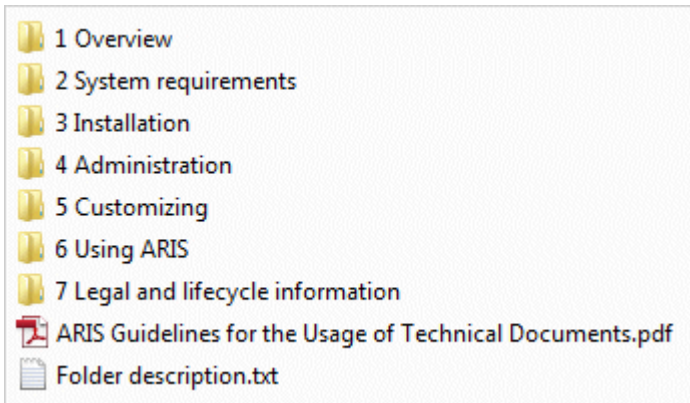 1 Overview
2 System requirements
3 Installation
4 Administration
5 Customizing
6 Using ARIS
7 Legal and lifecycle information
ARIS Guidelines for the Usage of Technical Documents.pdf
Folder description.txt